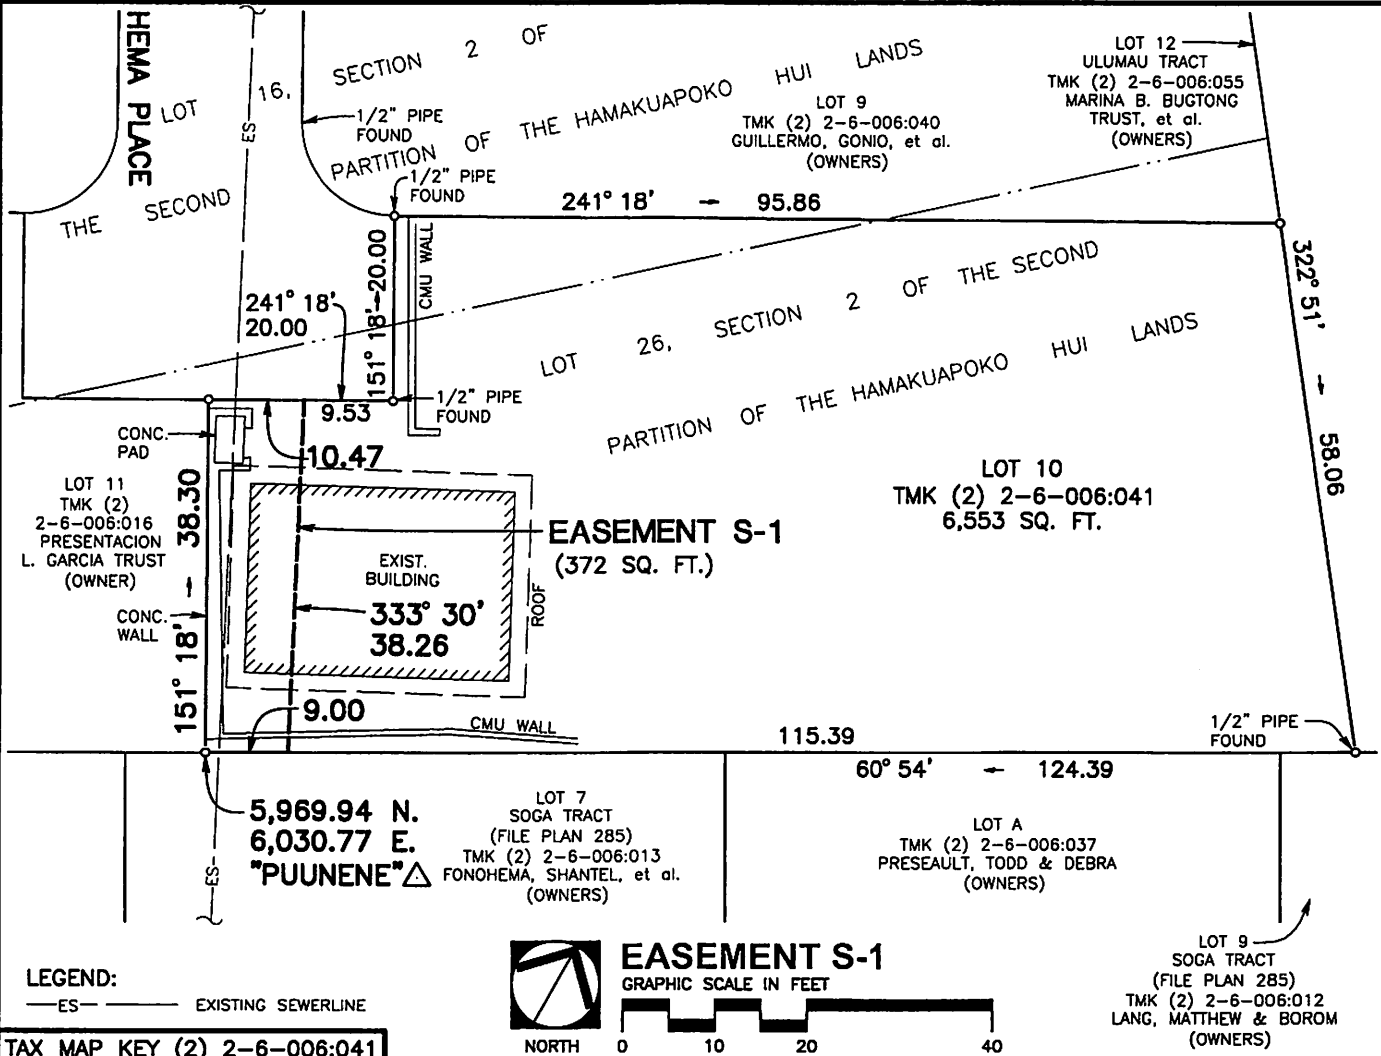 HEMA PLACE
LOT 16, SECTION 2 OF
THE SECOND PARTITION OF THE HAMAKUAPOKO HUI LANDS
ES
1/2" PIPE
FOUND
1/2" PIPE
FOUND
LOT 9
TMK (2) 2-6-006:040
GUILLERMO, GONIO, et al.
(OWNERS)
LOT 12
ULUMAU TRACT
TMK (2) 2-6-006:055
MARINA B. BUGTONG
TRUST, et al.
(OWNERS)
241° 18' → 95.86
CMU WALL
151° 18' → 20.00
241° 18'
20.00
322° 51' → 58.06
LOT 26, SECTION 2 OF THE SECOND
PARTITION OF THE HAMAKUAPOKO HUI LANDS
1/2" PIPE
FOUND
9.53
10.47
CONC.
PAD
LOT 11
TMK (2)
2-6-006:016
PRESENTACION
L. GARCIA TRUST
(OWNER)
151° 18' → 38.30
CONC.
WALL
EXIST.
BUILDING
ROOF
EASEMENT S-1
(372 SQ. FT.)
333° 30'
38.26
LOT 10
TMK (2) 2-6-006:041
6,553 SQ. FT.
9.00
CMU WALL
115.39
1/2" PIPE
FOUND
60° 54' ← 124.39
5,969.94 N.
6,030.77 E.
"PUUNENE"△
ES
LOT 7
SOGA TRACT
(FILE PLAN 285)
TMK (2) 2-6-006:013
FONOHEMA, SHANTEL, et al.
(OWNERS)
LOT A
TMK (2) 2-6-006:037
PRESEAULT, TODD & DEBRA
(OWNERS)
LOT 9
SOGA TRACT
(FILE PLAN 285)
TMK (2) 2-6-006:012
LANG, MATTHEW & BOROM
(OWNERS)
LEGEND:
ES EXISTING SEWERLINE
NORTH
EASEMENT S-1
GRAPHIC SCALE IN FEET
0 10 20 40
TAX MAP KEY (2) 2-6-006:041